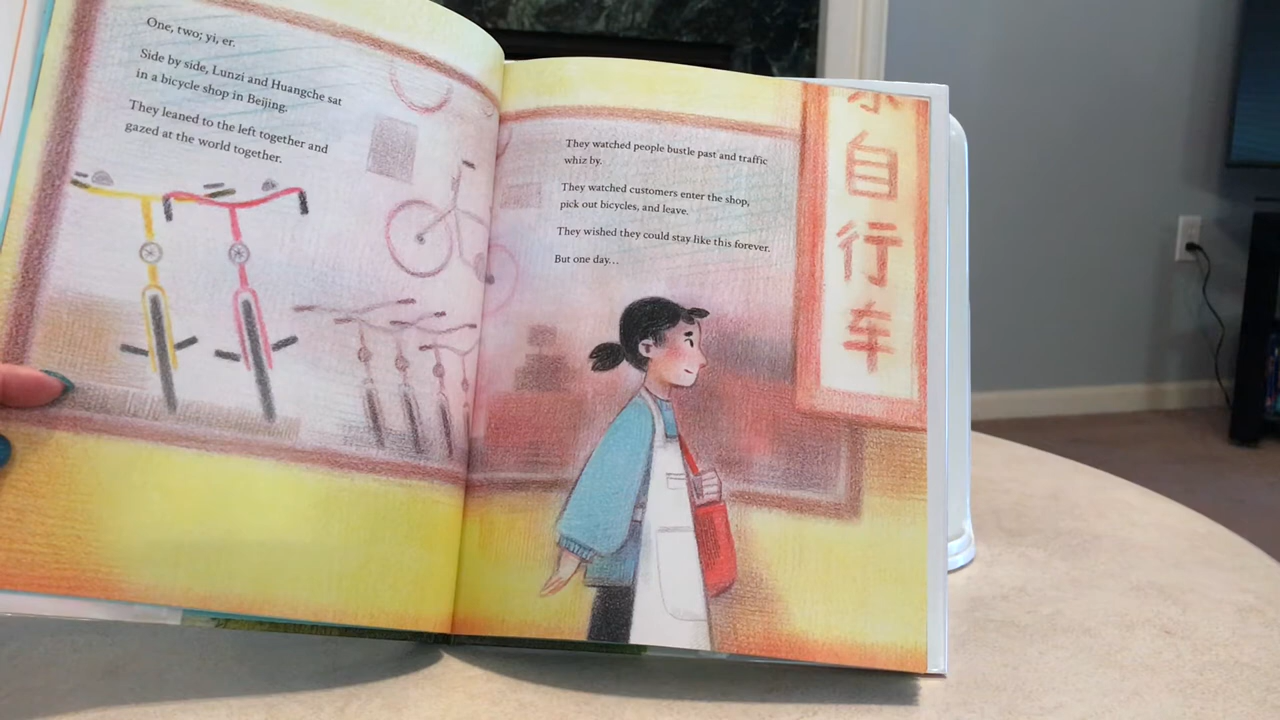 One, two; yi, er.
Side by side, Lunzi and Huangche sat
in a bicycle shop in Beijing.
They leaned to the left together and
gazed at the world together.
They watched people bustle past and traffic
whiz by.
They watched customers enter the shop,
pick out bicycles, and leave.
They wished they could stay like this forever.
But one day...
自
行
车